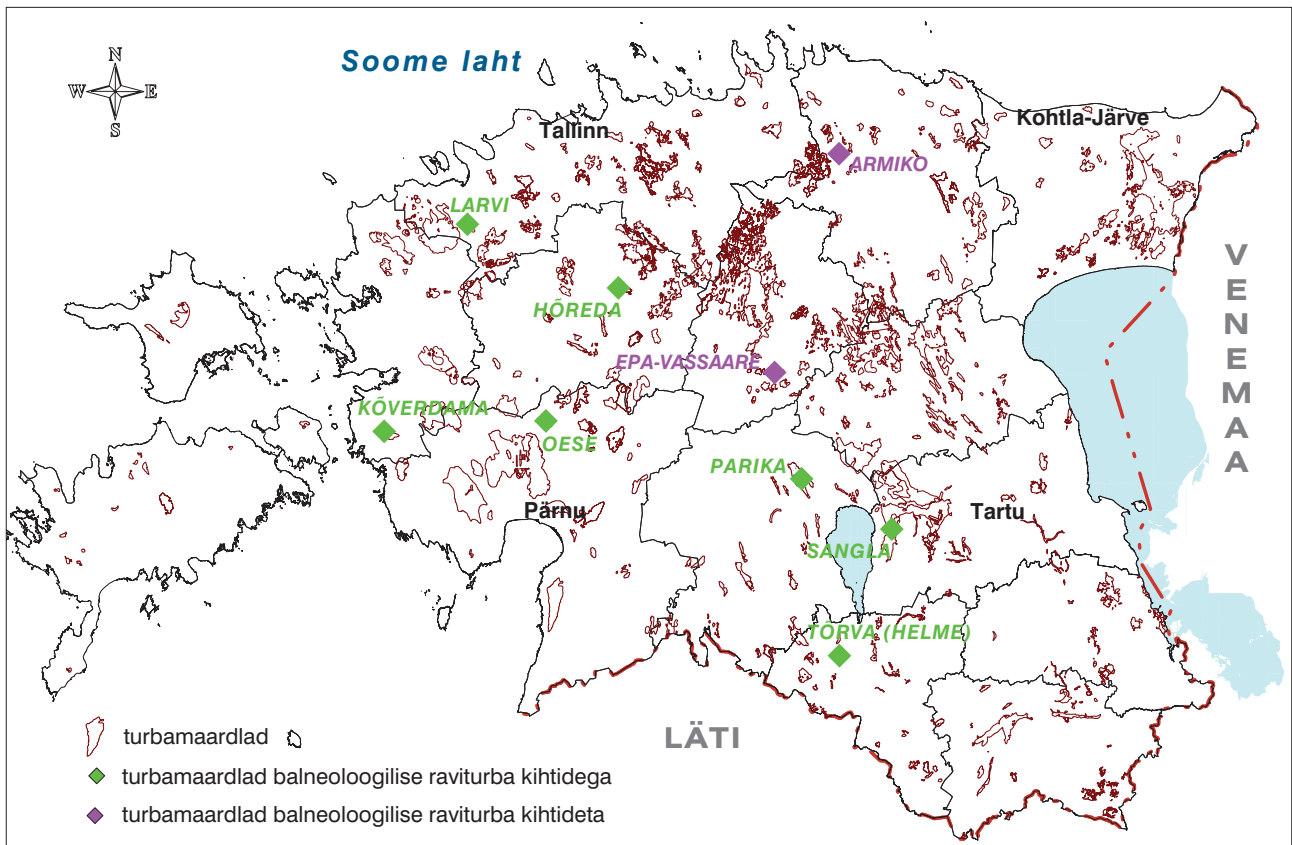 Soome laht
N
W E
S
Tallinn
Kohtla-Järve
ARMIKO
LARVI
HÕREDA
EPA-VASSAARE
KÕVERDAMA
OESE
PARIKA
Pärnu
Tartu
SANGLA
TÕRVA (HELME)
VENEMAA
LÄTI
turbamaardlad
turbamaardlad balneoloogilise raviturba kihtidega
turbamaardlad balneoloogilise raviturba kihtideta